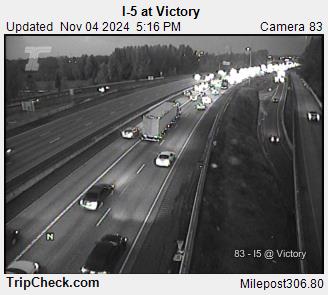 I-5 at Victory
Updated Nov 04 2024 5:16 PM Camera 83
T
N
83 - I5 @ Victory
TripCheck.com Milepost306.80